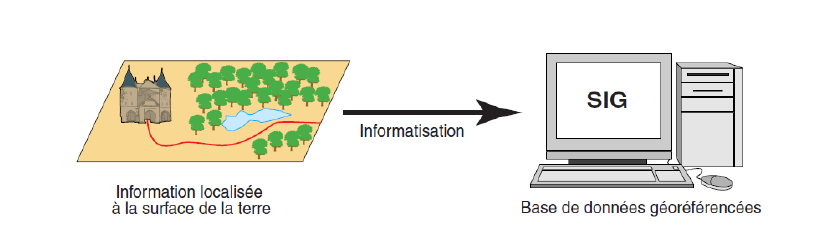 SIG
Informatisation
Information localisée
à la surface de la terre
Base de données géoréférencées